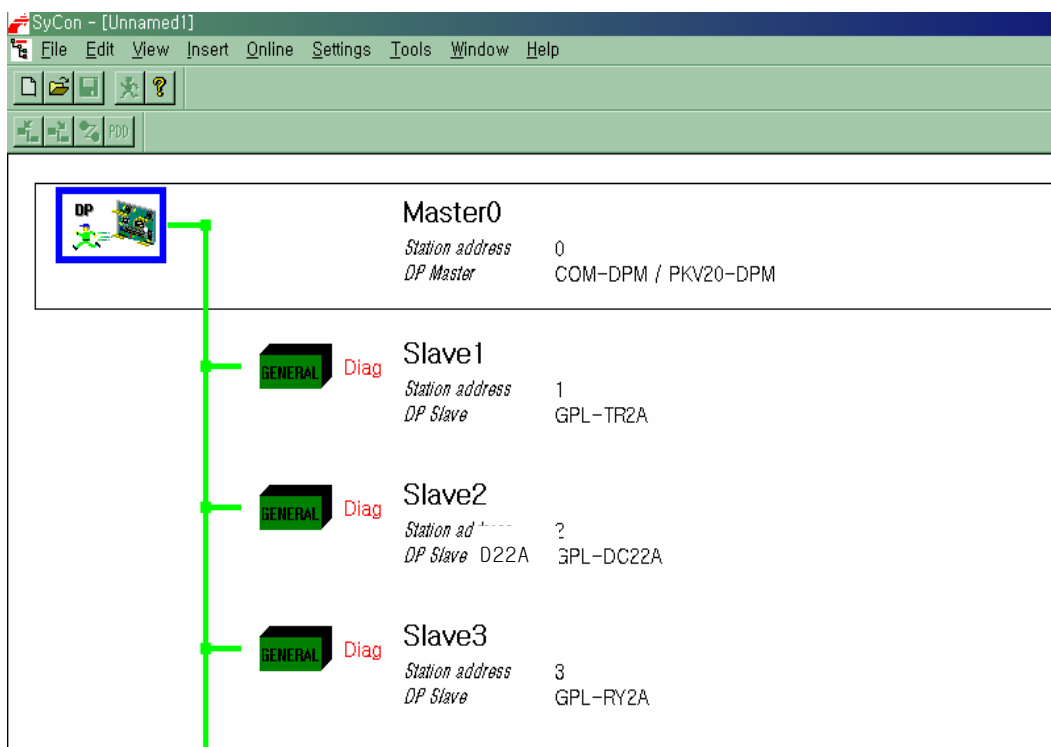 SyCon - [Unnamed1]
File Edit View Insert Online Settings Tools Window Help
PDD
DP
Master0
Station address 0
DP Master COM-DPM / PKV20-DPM
GENERAL Diag Slave1
Station address 1
DP Slave GPL-TR2A
GENERAL Diag Slave2
Station 2
DP Slave D22A GPL-DC22A
GENERAL Diag Slave3
Station address 3
DP Slave GPL-RY2A